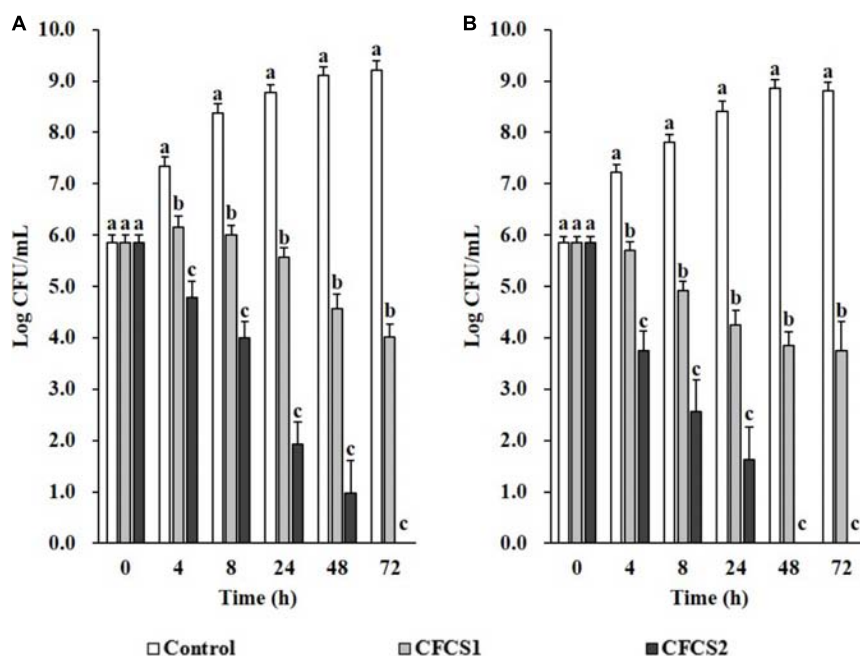 A
Log CFU/mL
10.0
9.0
8.0
7.0
6.0
5.0
4.0
3.0
2.0
1.0
0.0
a a a
a b c
a b c
a b c
a b c
a b c
0 4 8 24 48 72
Time (h)
B
Log CFU/mL
10.0
9.0
8.0
7.0
6.0
5.0
4.0
3.0
2.0
1.0
0.0
a a a
a b c
a b c
a b c
a b c
a b c
0 4 8 24 48 72
Time (h)
Control CFCS1 CFCS2